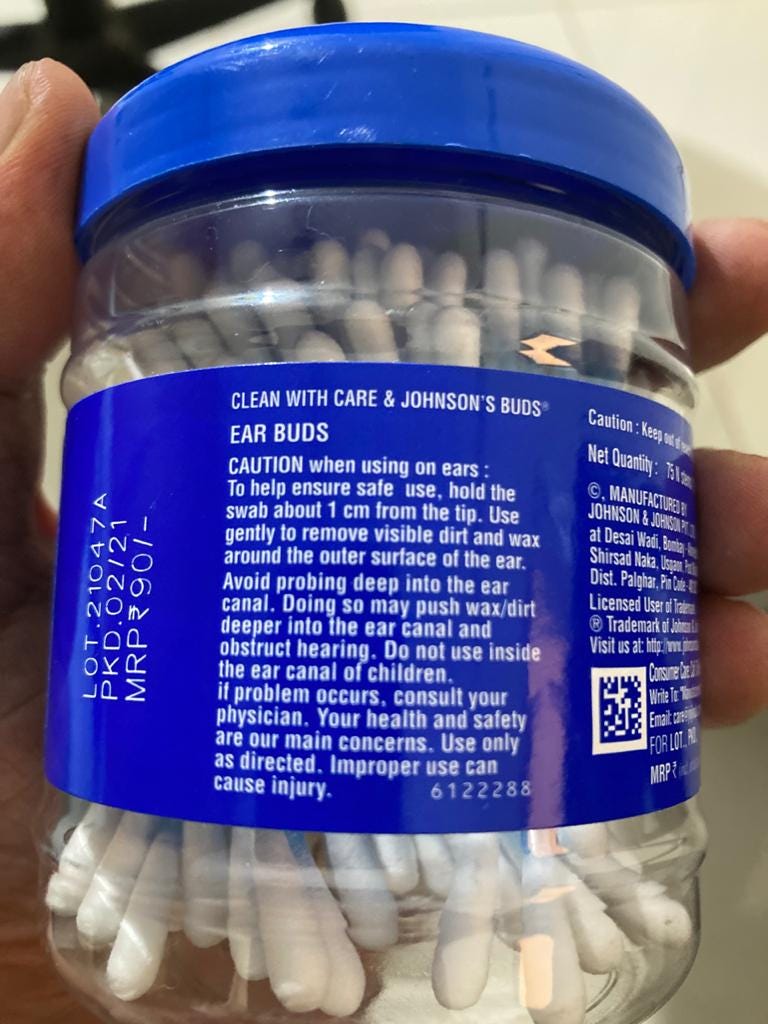 LOT.21047A
PKD.02/21
MRP ₹90/-
CLEAN WITH CARE & JOHNSON'S BUDS®
EAR BUDS
CAUTION when using on ears :
To help ensure safe use, hold the
swab about 1 cm from the tip. Use
gently to remove visible dirt and wax
around the outer surface of the ear.
Avoid probing deep into the ear
canal. Doing so may push wax/dirt
deeper into the ear canal and
obstruct hearing. Do not use inside
the ear canal of children.
if problem occurs, consult your
physician. Your health and safety
are our main concerns. Use only
as directed. Improper use can
cause injury.
6122288
Caution : Keep out of
Net Quantity : 75 N
©, MANUFACTURED BY
JOHNSON & JOHNSON PVT.
at Desai Wadi, Bombay
Shirsad Naka, Usgaon,
Dist. Palghar, Pin Code
Licensed User of Trademark
® Trademark of Johnson
Visit us at: http://www.
Consumer Care
Write To:
Email: care@
FOR LOT., PKD.
MRP ₹